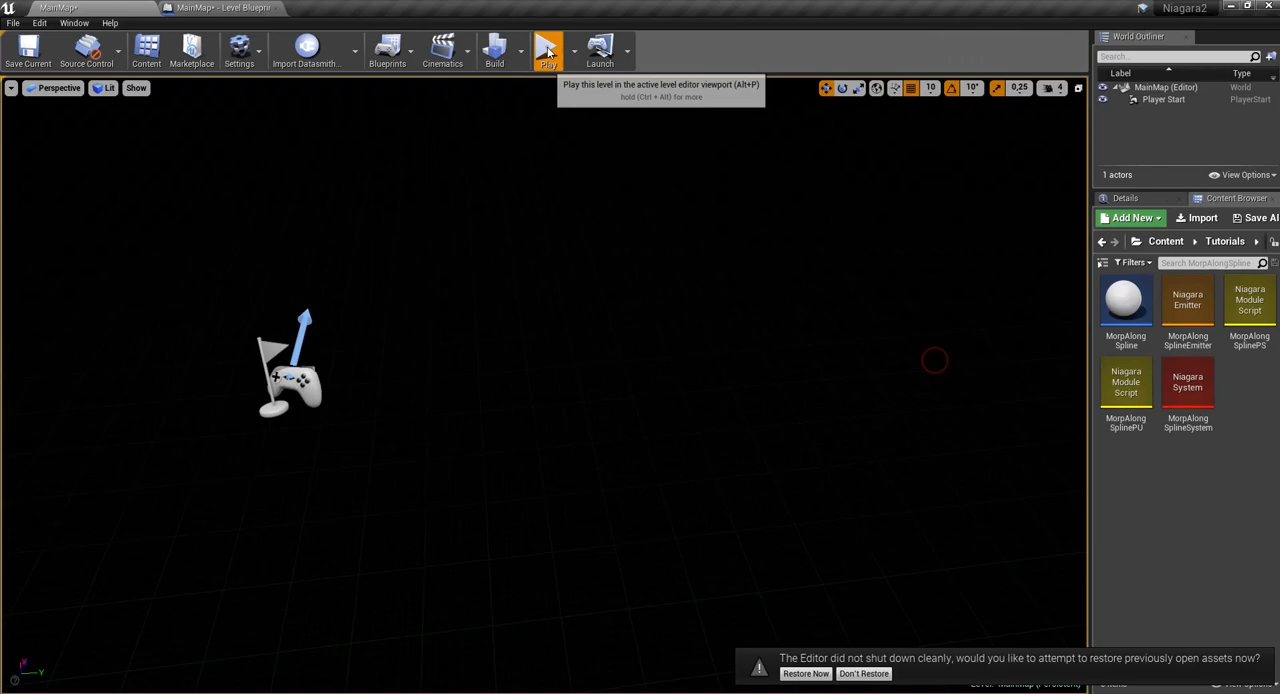 MainMap*
MainMap* - Level Blueprint
Niagara2
File Edit Window Help
Save Current
Source Control
Content
Marketplace
Settings
Import Datasmith...
Blueprints
Cinematics
Build
Play
Launch
Play this level in the active level editor viewport (Alt+P)
hold (Ctrl + Alt) for more
Perspective
Lit
Show
10
10°
0,25
4
World Outliner
Search...
Label
Type
MainMap (Editor)
World
Player Start
PlayerStart
1 actors
View Options
Details
Content Browser
Add New
Import
Save Al
Content
Tutorials
Filters
Search MorpAlongSpline
Niagara
Emitter
Niagara
Module
Script
MorpAlong
Spline
MorpAlong
SplineEmitter
MorpAlong
SplinePS
Niagara
Module
Script
Niagara
System
MorpAlong
SplinePU
MorpAlong
SplineSystem
The Editor did not shut down cleanly, would you like to attempt to restore previously open assets now?
Restore Now
Don't Restore
X
Y